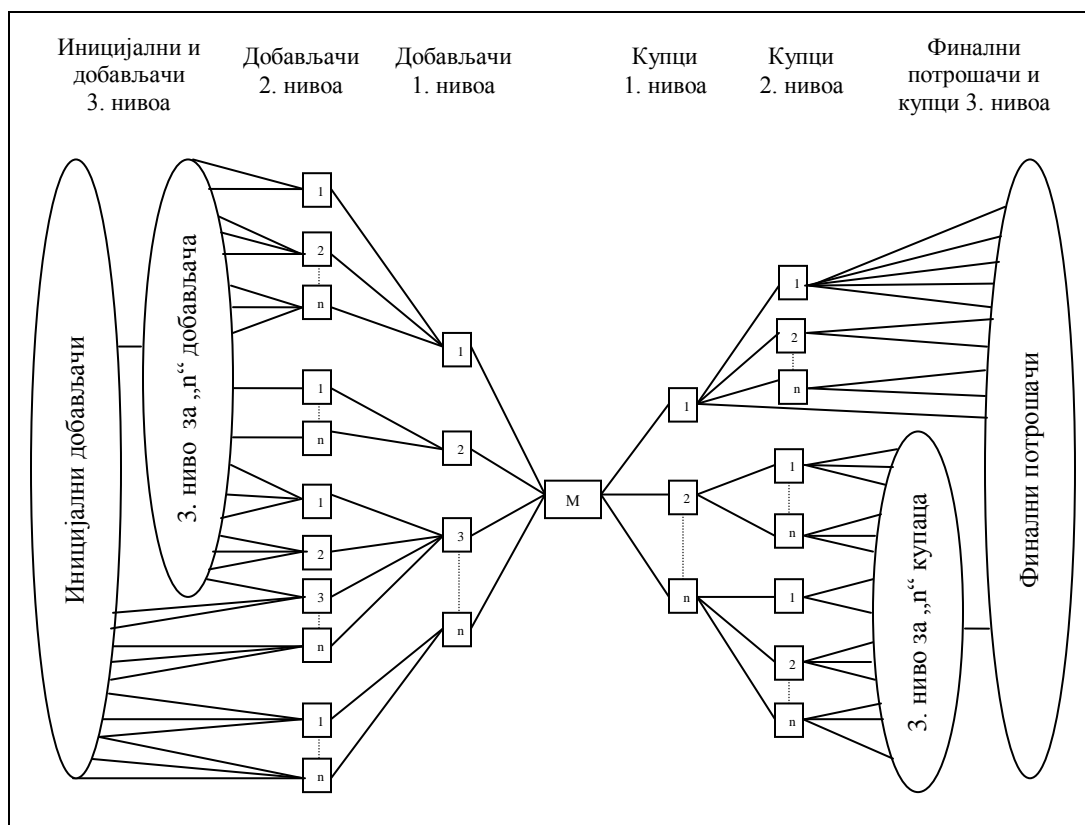 Иницијални и
добављачи
3. нивоа
Добављачи
2. нивоа
Добављачи
1. нивоа
Купци
1. нивоа
Купци
2. нивоа
Финални
потрошачи и
купци 3. нивоа
Иницијални добављачи
3. ниво за „n“ добављача
1
2
n
1
n
1
2
3
n
1
n
1
2
3
n
М
1
2
n
1
2
n
1
n
1
2
n
3. ниво за „n“ купаца
Финални потрошачи